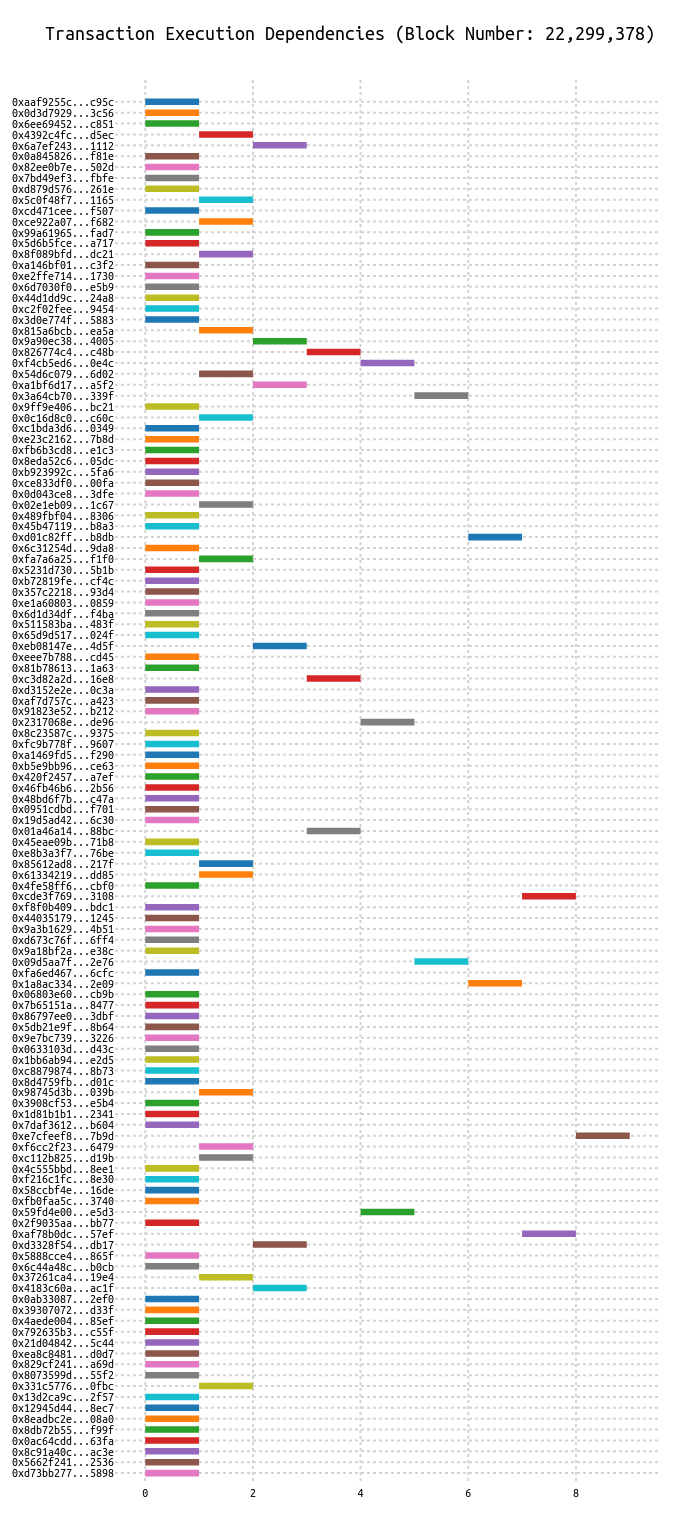 Transaction Execution Dependencies (Block Number: 22,299,378)
0xaaf9255c...c95c
0x0d3d7929...3c56
0x6ee69452...c851
0x4392c4fc...d5ec
0x6a7ef243...1112
0x0a845826...f81e
0x82ee0b7e...502d
0x7bd49ef3...fbfe
0xd879d576...261e
0x5c0f48f7...1165
0xcd471cee...f507
0xce922a07...f682
0x99a61965...fad7
0x5d6b5fce...a717
0x8f089bfd...dc21
0xa146bf01...c3f2
0xe2ffe714...1730
0x6d7030f0...e5b9
0x44d1dd9c...24a8
0xc2f02fee...9454
0x3d0e774f...5883
0x815a6bcb...ea5a
0x9a90ec38...4005
0x826774c4...c48b
0xf4cb5ed6...0e4c
0x54d6c079...6d02
0xa1bf6d17...a5f2
0x3a64cb70...339f
0x9ff9e406...bc21
0x0c16d8c0...c60c
0xc1bda3d6...0349
0xe23c2162...7b8d
0xfb6b3cd8...e1c3
0x8eda52c6...05dc
0xb923992c...5fa6
0xce833df0...00fa
0x0d043ce8...3dfe
0x02e1eb09...1c67
0x489fbf04...8306
0x45b47119...b8a3
0xd01c82ff...b8db
0x6c31254d...9da8
0xfa7a6a25...f1f0
0x5231d730...5b1b
0xb72819fe...cf4c
0x357c2218...93d4
0xe1a60803...0859
0x6d1d34df...f4ba
0x511583ba...483f
0x65d9d517...024f
0xeb08147e...4d5f
0xeee7b788...cd45
0x81b78613...1a63
0xc3d82a2d...16e8
0xd3152e2e...0c3a
0xaf7d757c...a423
0x91823e52...b212
0x2317068e...de96
0x8c23587c...9375
0xfc9b778f...9607
0xa1469fd5...f290
0xb5e9bb96...ce63
0x420f2457...a7ef
0x46fb46b6...2b56
0x48bd6f7b...c47a
0x0951cdbd...f701
0x19d5ad42...6c30
0x01a46a14...88bc
0x45eae09b...71b8
0xe8b3a3f7...76be
0x85612ad8...217f
0x61334219...dd85
0x4fe58ff6...cbf0
0xcde3f769...3108
0xf8f0b409...bdc1
0x44035179...1245
0x9a3b1629...4b51
0xd673c76f...6ff4
0x9a18bf2a...e38c
0x09d5aa7f...2e76
0xfa6ed467...6cfc
0x1a8ac334...2e09
0x06803e60...cb9b
0x7b65151a...8477
0x86797ee0...3dbf
0x5db21e9f...8b64
0x9e7bc739...3226
0x0633103d...d43c
0x1bb6ab94...e2d5
0xc8879874...8b73
0x8d4759fb...d01c
0x98745d3b...039b
0x3908cf53...e5b4
0x1d81b1b1...2341
0x7daf3612...b604
0xe7cfeef8...7b9d
0xf6cc2f23...6479
0xc112b825...d19b
0x4c555bbd...8ee1
0xf216c1fc...8e30
0x58ccbf4e...16de
0xfb0faa5c...3740
0x59fd4e00...e5d3
0x2f9035aa...bb77
0xaf78b0dc...57ef
0xd3328f54...db17
0x5888cce4...865f
0x6c44a48c...b0cb
0x37261ca4...19e4
0x4183c60a...ac1f
0x0ab33087...2ef0
0x39307072...d33f
0x4aede004...85ef
0x792635b3...c55f
0x21d04842...5c44
0xea8c8481...d0d7
0x829cf241...a69d
0x8073599d...55f2
0x331c5776...0fbc
0x13d2ca9c...2f57
0x12945d44...8ec7
0x8eadbc2e...08a0
0x8db72b55...f99f
0x0ac64cdd...63fa
0x8c91a40c...ac3e
0x5662f241...2536
0xd73bb277...5898
0 2 4 6 8